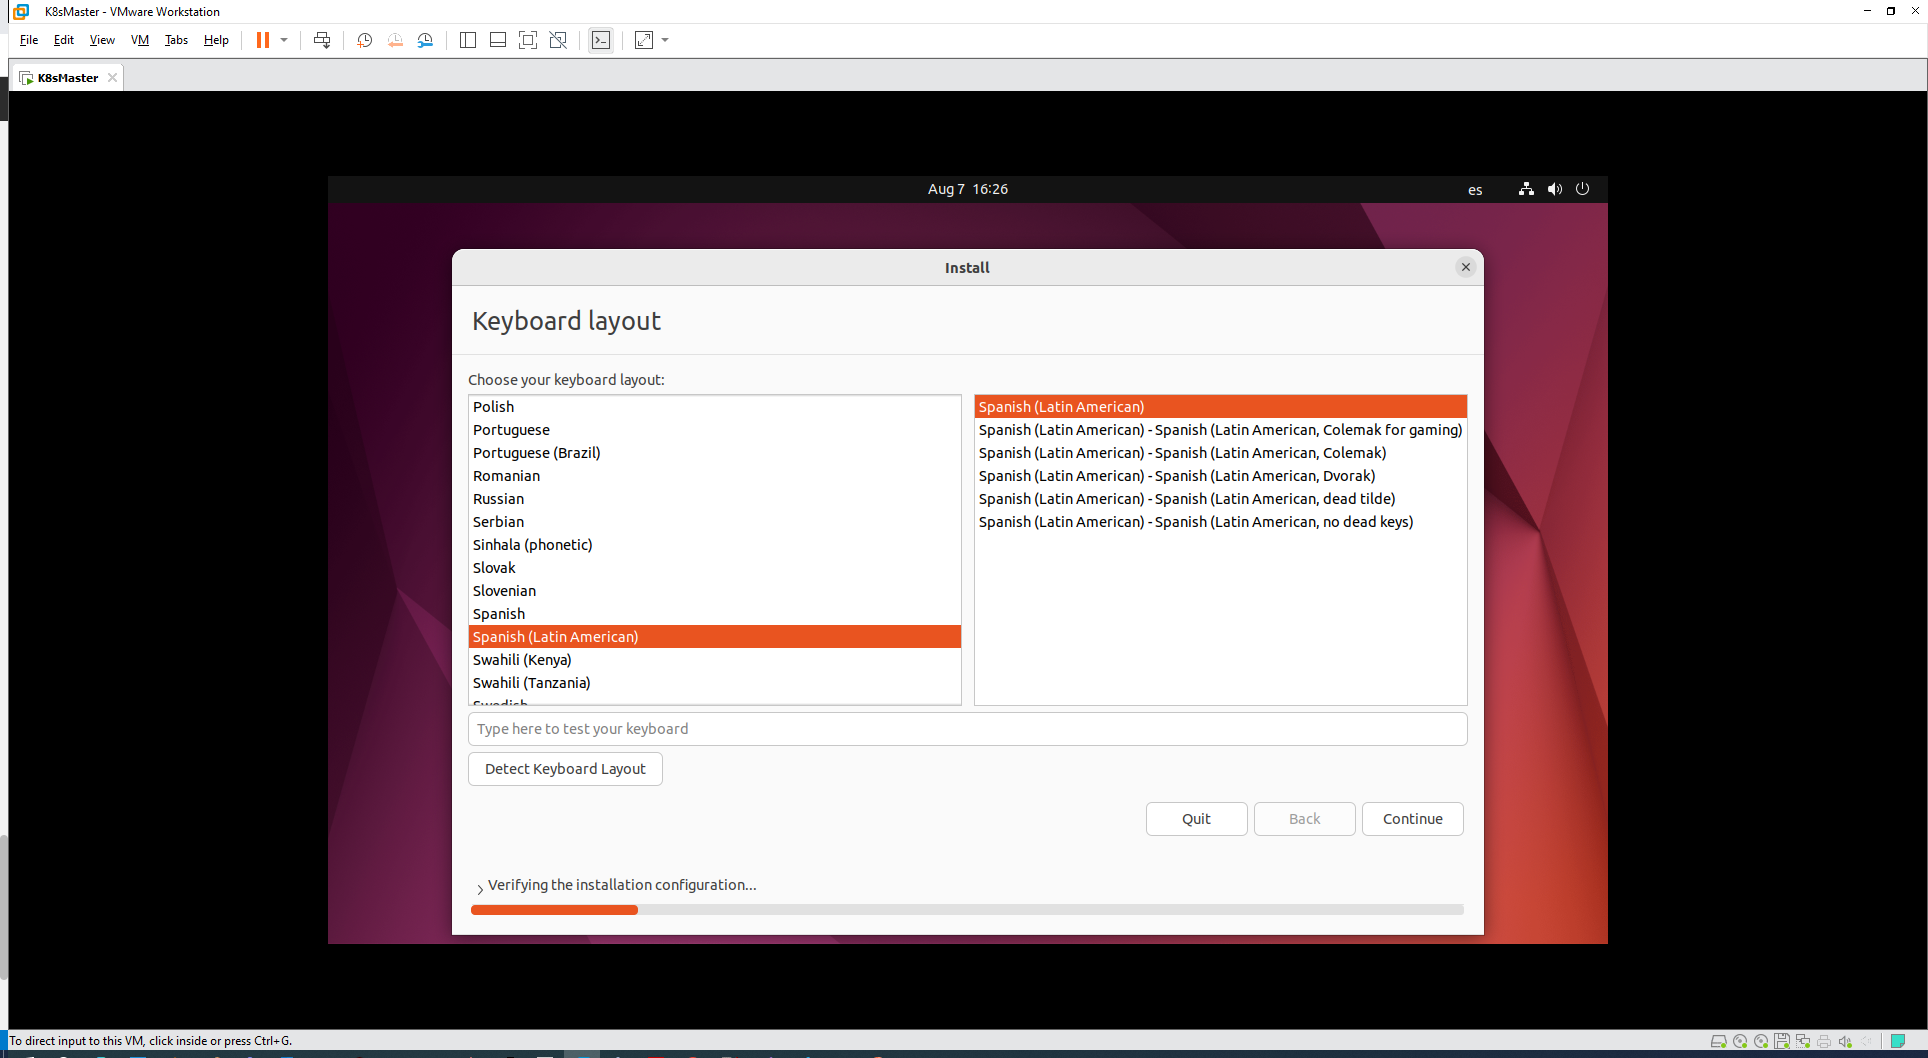 K8sMaster - VMware Workstation
File Edit View VM Tabs Help
K8sMaster
Aug 7 16:26
es
Install
Keyboard layout
Choose your keyboard layout:
Polish
Portuguese
Portuguese (Brazil)
Romanian
Russian
Serbian
Sinhala (phonetic)
Slovak
Slovenian
Spanish
Spanish (Latin American)
Swahili (Kenya)
Swahili (Tanzania)
Swedish
Spanish (Latin American)
Spanish (Latin American) - Spanish (Latin American, Colemak for gaming)
Spanish (Latin American) - Spanish (Latin American, Colemak)
Spanish (Latin American) - Spanish (Latin American, Dvorak)
Spanish (Latin American) - Spanish (Latin American, dead tilde)
Spanish (Latin American) - Spanish (Latin American, no dead keys)
Type here to test your keyboard
Detect Keyboard Layout
Quit
Back
Continue
Verifying the installation configuration...
To direct input to this VM, click inside or press Ctrl+G.